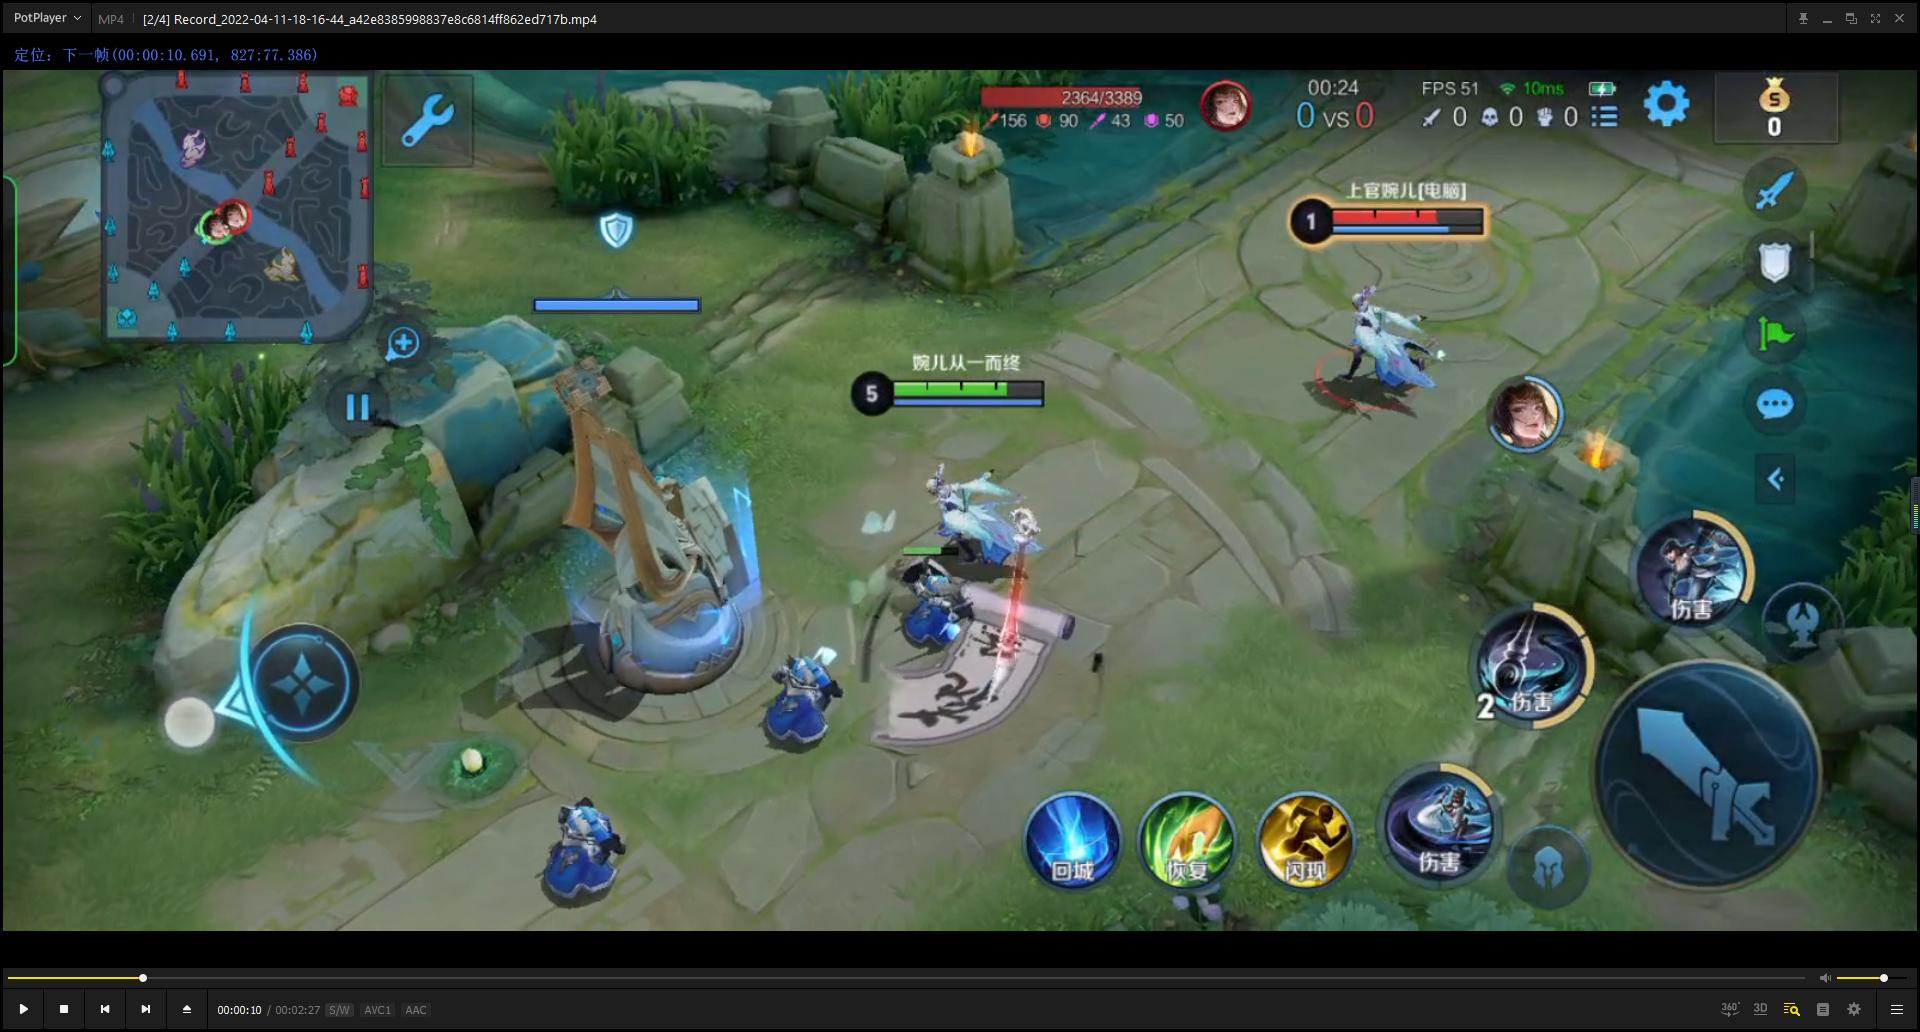 PotPlayer
MP4
[2/4] Record_2022-04-11-18-16-44_a42e8385998837e8c6814ff862ed717b.mp4
定位: 下一帧(00:00:10.691, 827:77.386)
2364/3389
156 90 43 50
00:24
0 VS 0
FPS 51
10ms
0 0 0
S
0
上官婉儿[电脑]
1
婉儿从一而终
5
伤害
2 伤害
伤害
回城
恢复
闪现
00:00:10 / 00:02:27 S/W AVC1 AAC
360°
3D